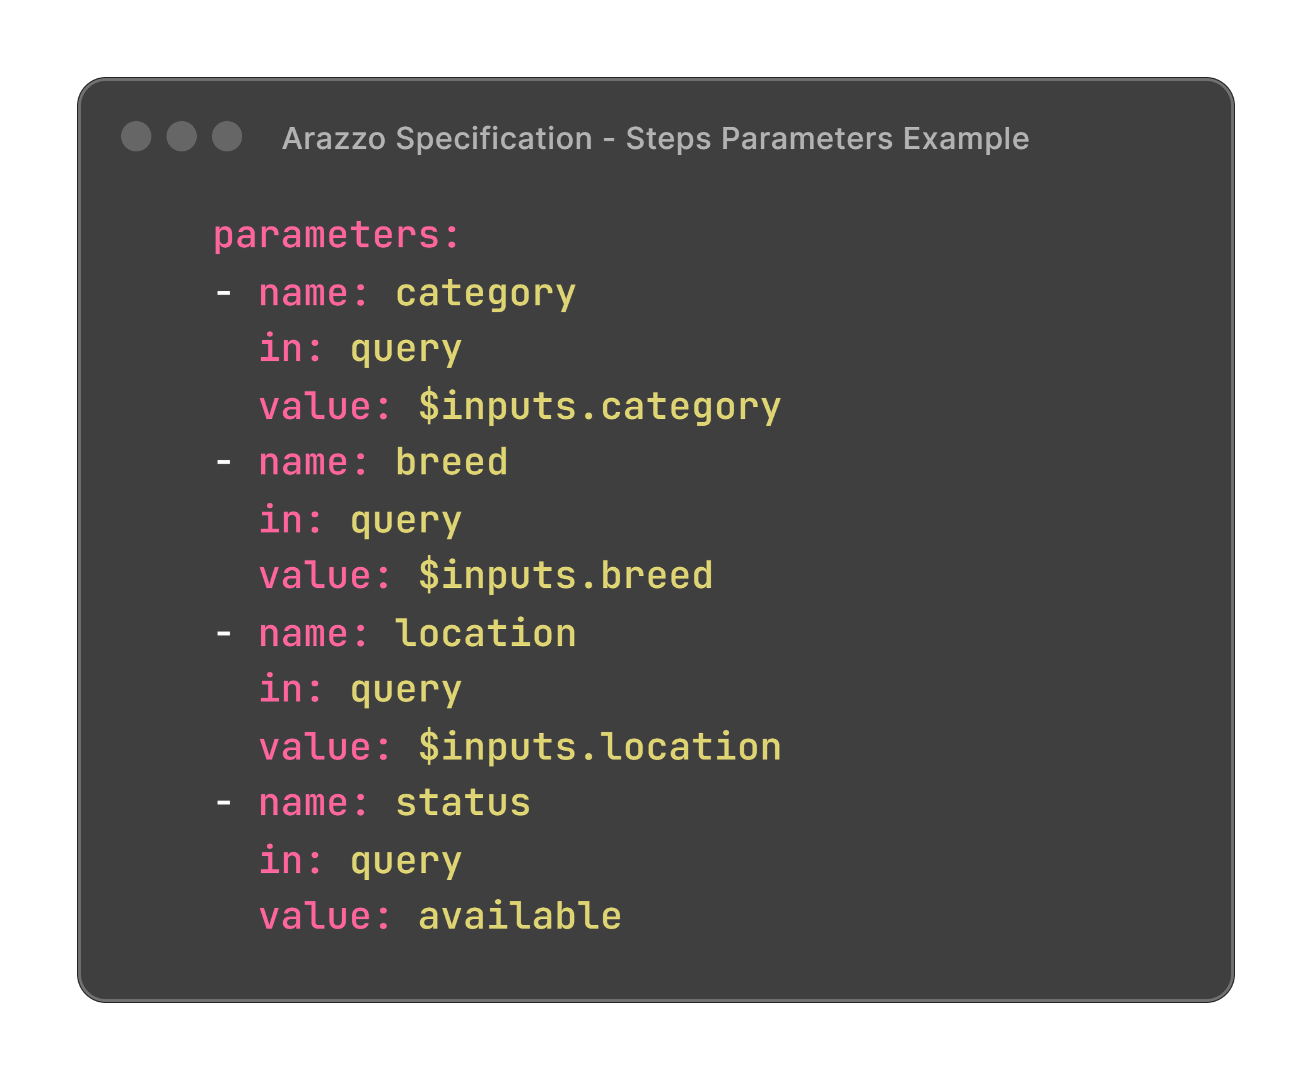 Arazzo Specification - Steps Parameters Example
parameters:
- name: category
  in: query
  value: $inputs.category
- name: breed
  in: query
  value: $inputs.breed
- name: location
  in: query
  value: $inputs.location
- name: status
  in: query
  value: available